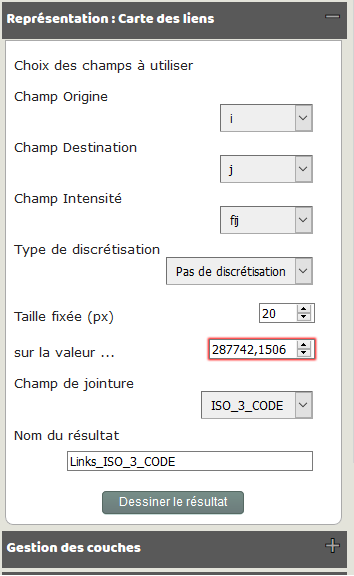 Représentation : Carte des liens
Choix des champs à utiliser
Champ Origine
i
Champ Destination
j
Champ Intensité
fij
Type de discrétisation
Pas de discrétisation
Taille fixée (px)
20
sur la valeur ...
287742,1506
Champ de jointure
ISO_3_CODE
Nom du résultat
Links_ISO_3_CODE
Dessiner le résultat
Gestion des couches